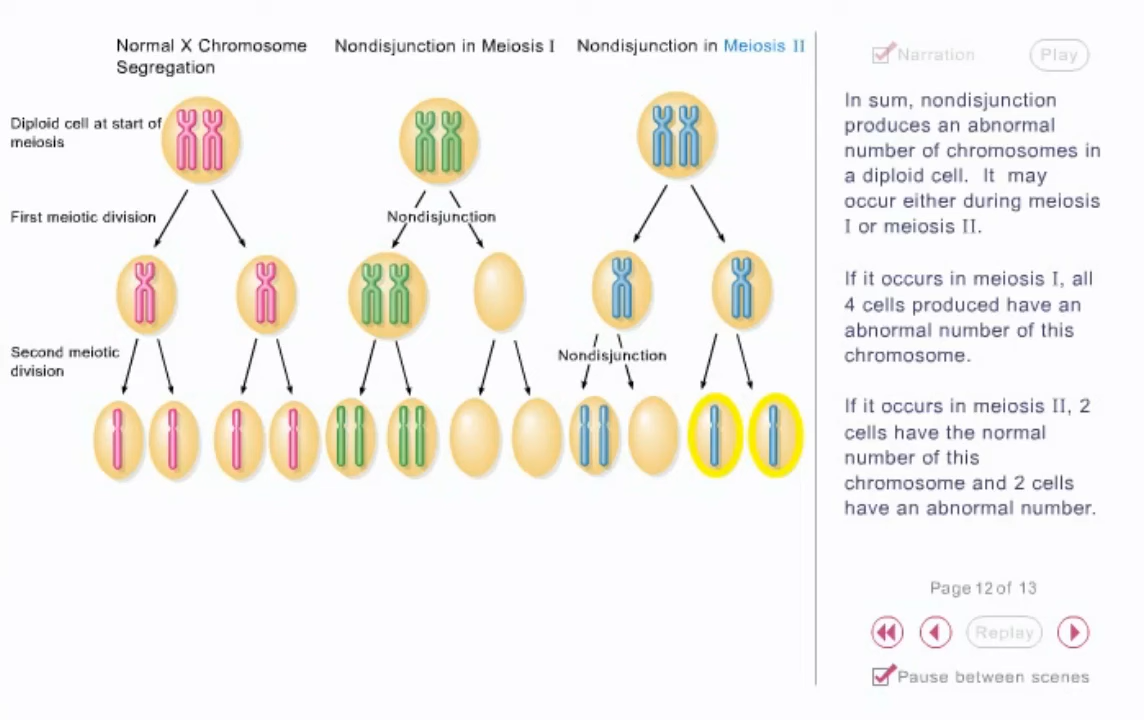 Normal X Chromosome
Segregation
Nondisjunction in Meiosis I
Nondisjunction in Meiosis II
Diploid cell at start of
meiosis
First meiotic division
Nondisjunction
Second meiotic
division
Nondisjunction
Narration
Play
In sum, nondisjunction
produces an abnormal
number of chromosomes in
a diploid cell. It may
occur either during meiosis
I or meiosis II.
If it occurs in meiosis I, all
4 cells produced have an
abnormal number of this
chromosome.
If it occurs in meiosis II, 2
cells have the normal
number of this
chromosome and 2 cells
have an abnormal number.
Page 12 of 13
Replay
Pause between scenes